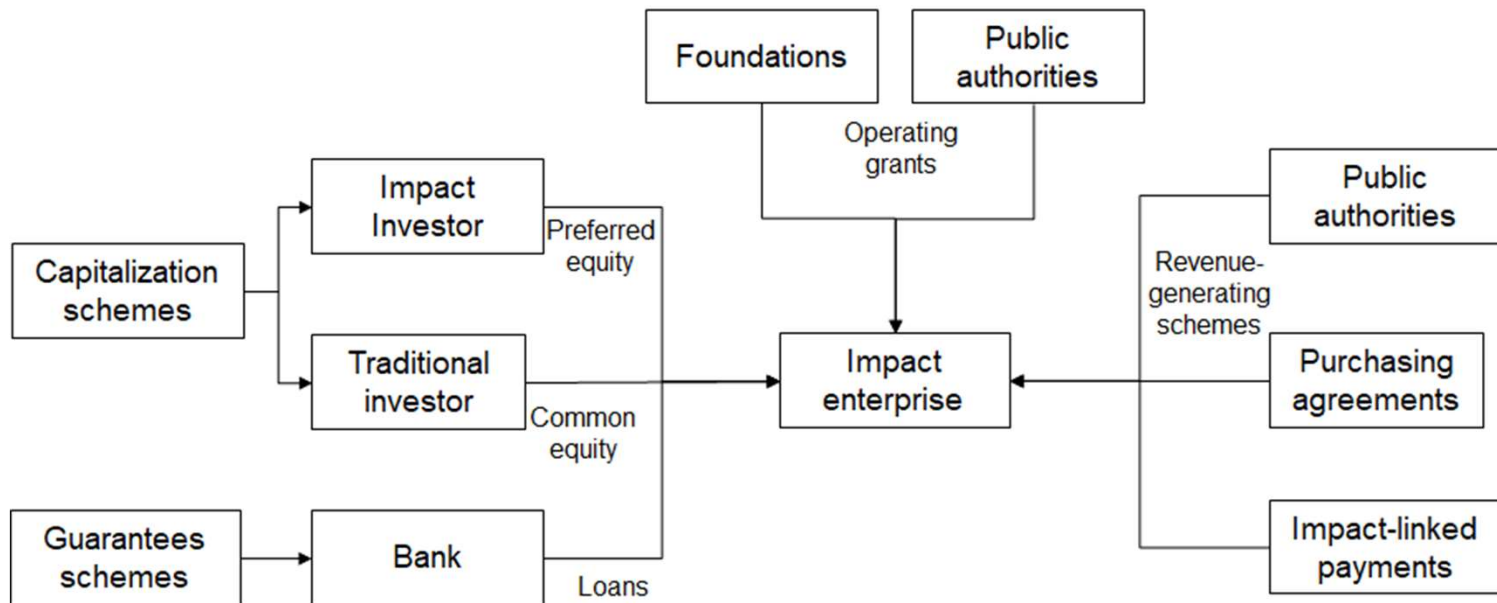 Foundations
Public
authorities
Operating
grants
Impact
Investor
Preferred
equity
Capitalization
schemes
Traditional
investor
Common
equity
Guarantees
schemes
Bank
Loans
Impact
enterprise
Public
authorities
Revenue-
generating
schemes
Purchasing
agreements
Impact-linked
payments